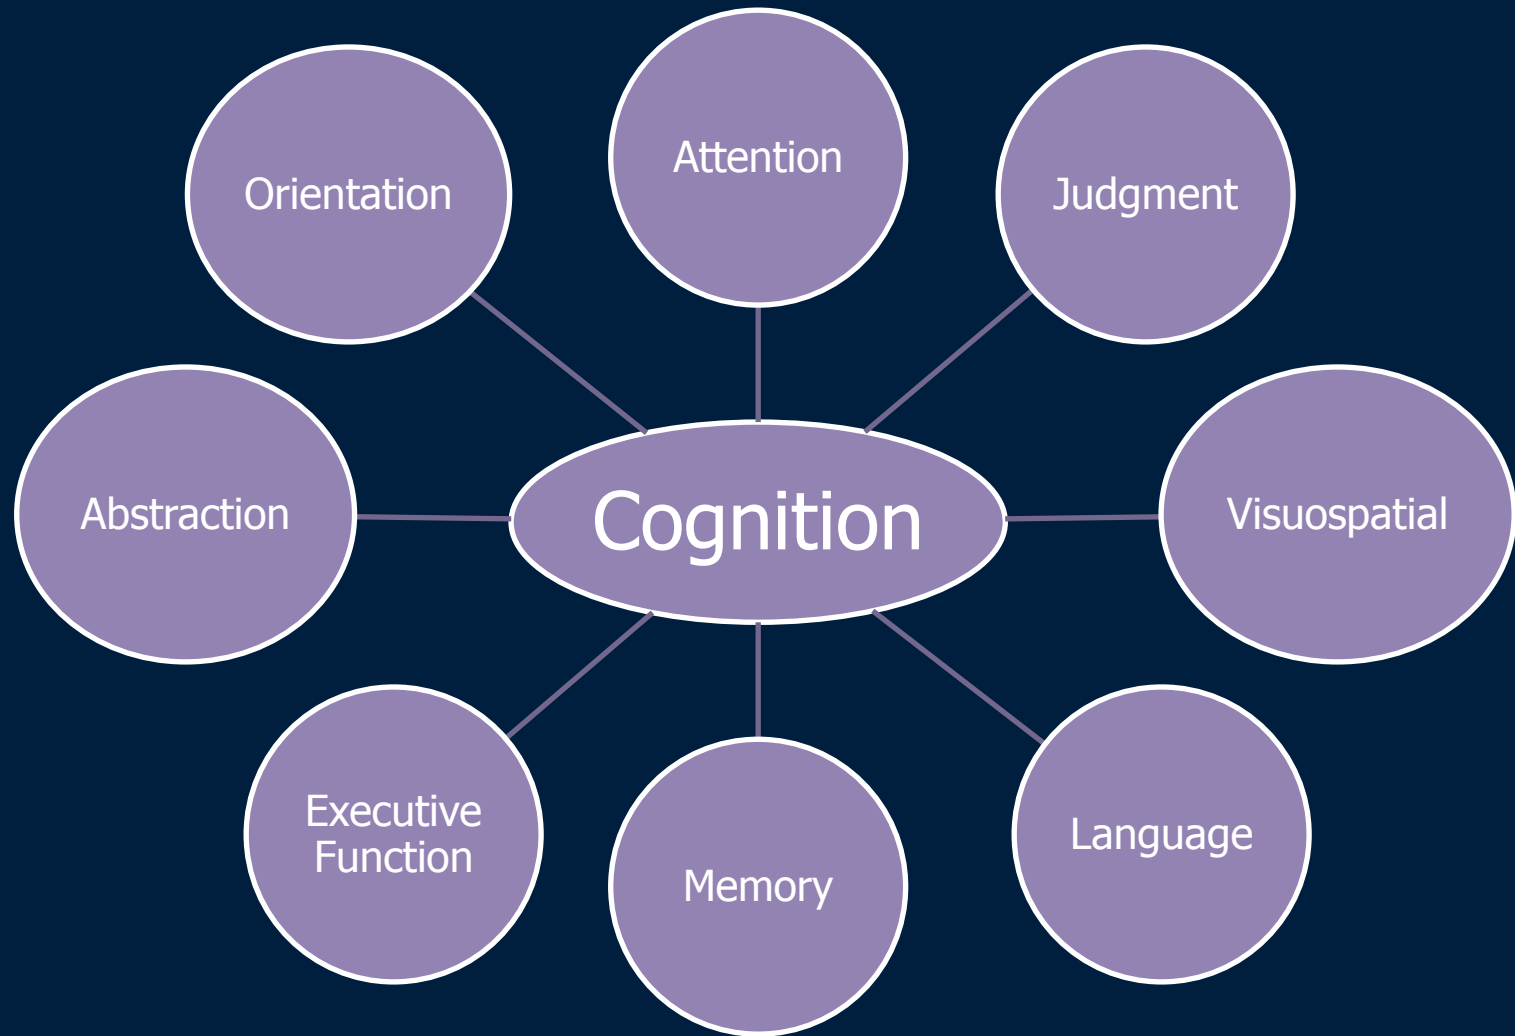 Attention
Orientation
Judgment
Abstraction
Cognition
Visuospatial
Executive
Function
Language
Memory